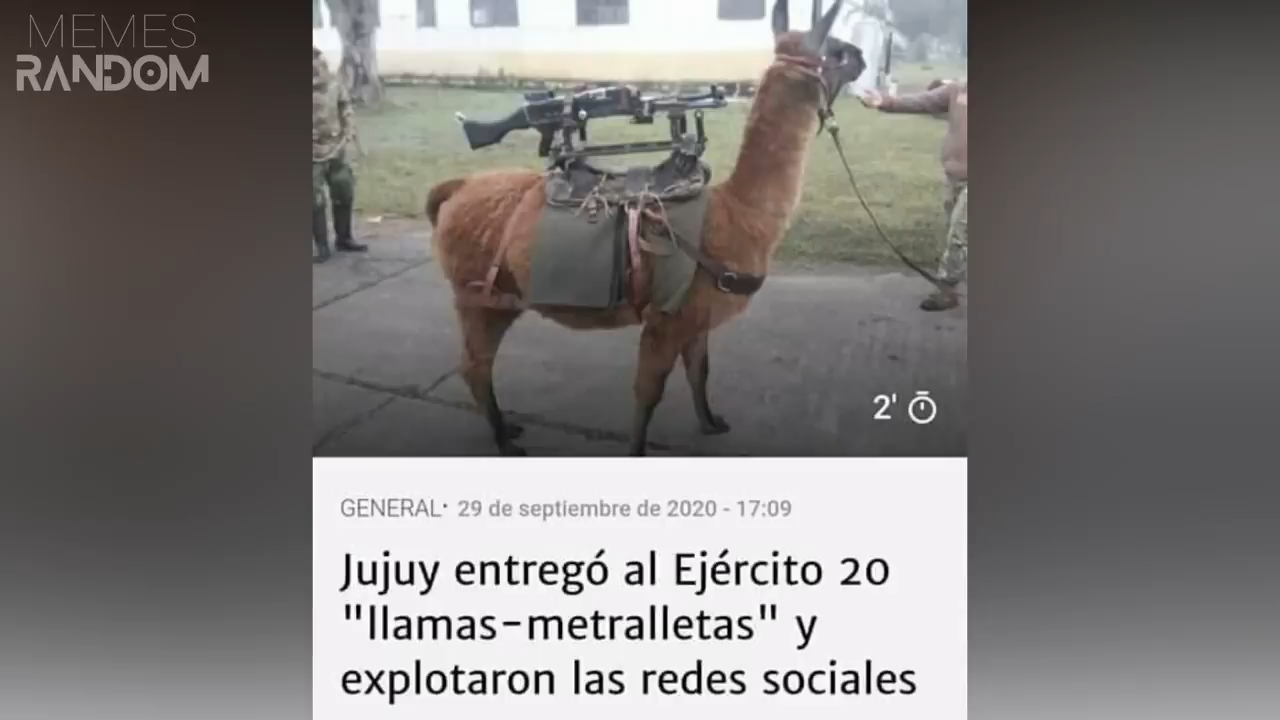 MEMES
RANDOM
2'
GENERAL· 29 de septiembre de 2020 - 17:09
Jujuy entregó al Ejército 20
"llamas-metralletas" y
explotaron las redes sociales